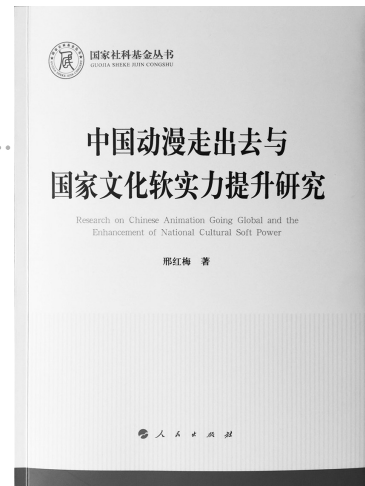 国家社科基金丛书
GUOJIA SHEKE JIJIN CONGSHU
中国动漫走出去与
国家文化软实力提升研究
Research on Chinese Animation Going Global and the
Enhancement of National Cultural Soft Power
邢红梅 著
人民出版社